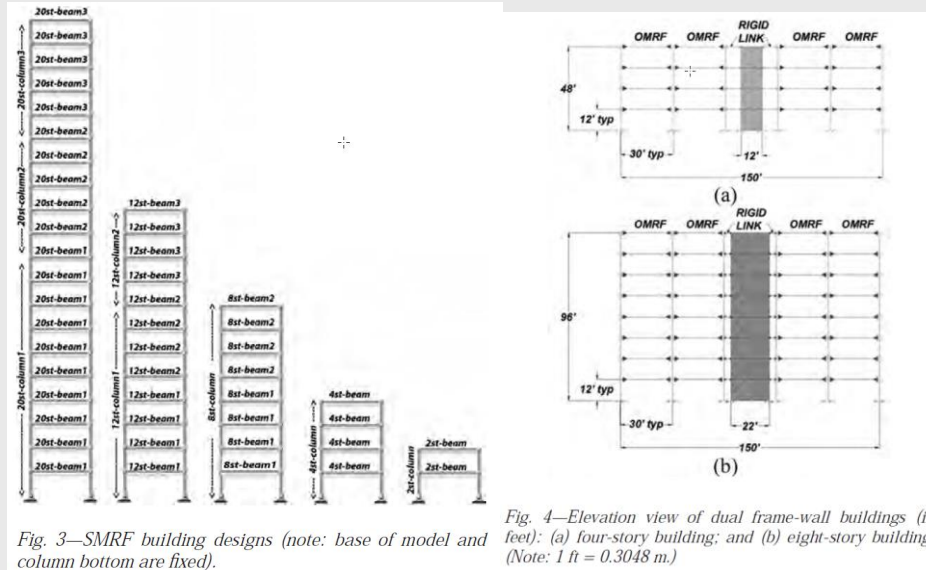 20st-beam3
20st-beam3
20st-beam3
20st-beam3
20st-beam3
20st-beam2
20st-beam2
20st-beam2
20st-beam2
20st-beam2
20st-beam1
20st-beam1
20st-beam1
20st-beam1
20st-beam1
20st-beam1
20st-beam1
20st-beam1
20st-beam1
20st-beam1
20st-column3
20st-column2
20st-column1
12st-beam3
12st-beam3
12st-beam3
12st-beam3
12st-beam2
12st-beam2
12st-beam2
12st-beam2
12st-beam1
12st-beam1
12st-beam1
12st-beam1
12st-column2
12st-column1
8st-beam2
8st-beam2
8st-beam2
8st-beam2
8st-beam1
8st-beam1
8st-beam1
8st-beam1
8st-column
4st-beam
4st-beam
4st-beam
4st-beam
4st-column
2st-beam
2st-beam
2st-column
Fig. 3—SMRF building designs (note: base of model and
column bottom are fixed).
RIGID
LINK
OMRF OMRF OMRF OMRF
48'
12' typ
30' typ 12'
150'
(a)
RIGID
LINK
OMRF OMRF OMRF OMRF
96'
12' typ
30' typ 22'
150'
(b)
Fig. 4—Elevation view of dual frame-wall buildings (i
feet): (a) four-story building; and (b) eight-story building
(Note: 1 ft = 0.3048 m.)